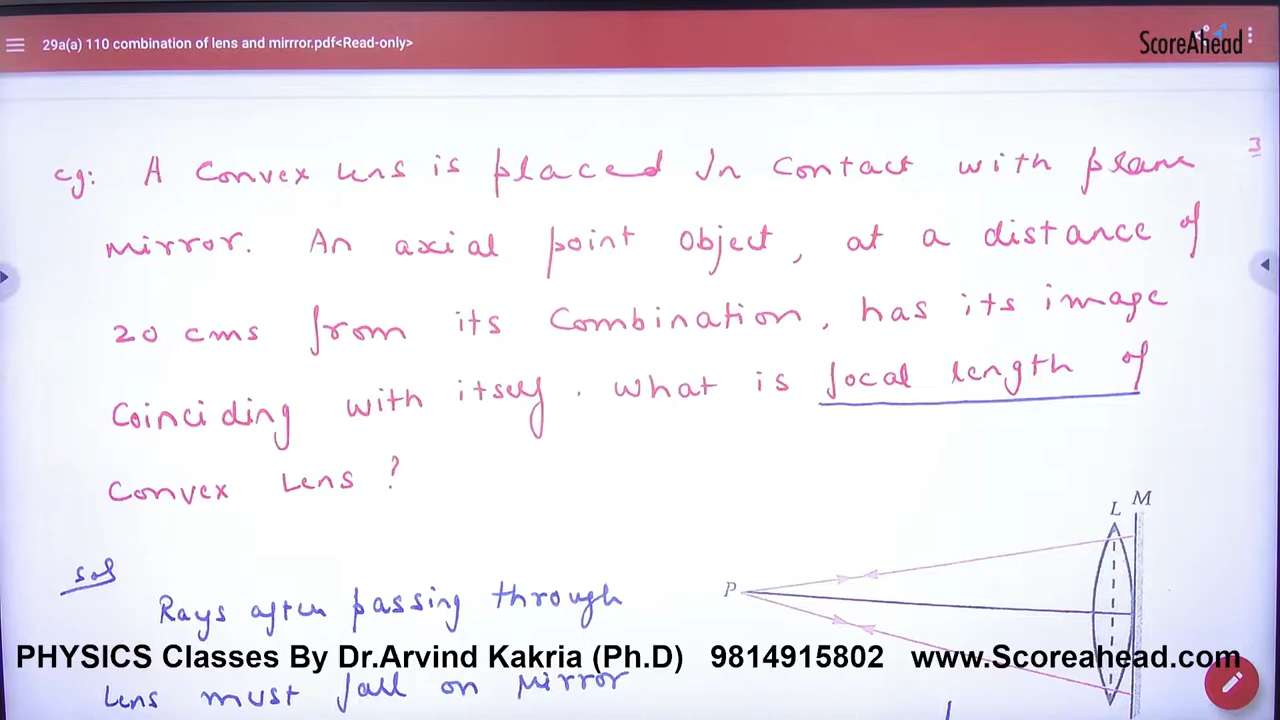 29a(a) 110 combination of lens and mirrror.pdf<Read-only>
ScoreAhead
3
eg: A Convex Lens is placed In Contact with plane
mirror. An axial point object, at a distance of
20 cms from its Combination, has its image
Coinciding with itself. What is focal length of
Convex Lens ?
L M
Sol
P
Rays after passing through
PHYSICS Classes By Dr.Arvind Kakria (Ph.D) 9814915802 www.Scoreahead.com
Lens must fall on mirror